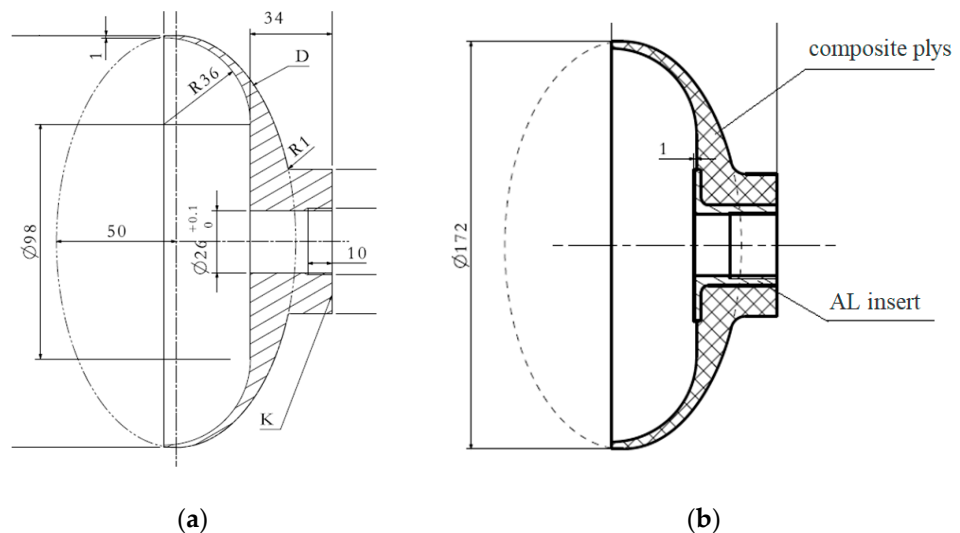 34
1
D
R36
R1
Ø98
50
Ø26 +0.1 0
10
K
(a)
composite plys
1
Ø172
AL insert
(b)